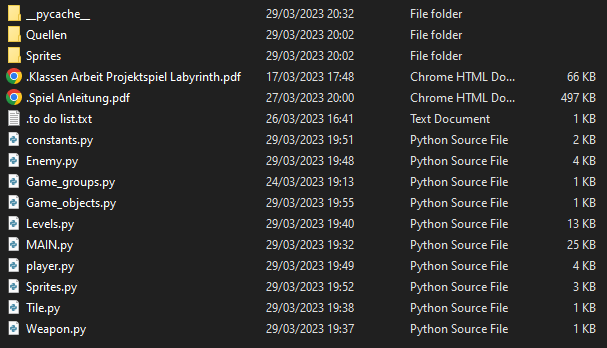 __pycache__ 29/03/2023 20:32 File folder
Quellen 29/03/2023 20:02 File folder
Sprites 29/03/2023 20:02 File folder
.Klassen Arbeit Projektspiel Labyrinth.pdf 17/03/2023 17:48 Chrome HTML Do... 66 KB
.Spiel Anleitung.pdf 27/03/2023 20:00 Chrome HTML Do... 497 KB
.to do list.txt 26/03/2023 16:41 Text Document 1 KB
constants.py 29/03/2023 19:51 Python Source File 2 KB
Enemy.py 29/03/2023 19:48 Python Source File 4 KB
Game_groups.py 24/03/2023 19:13 Python Source File 1 KB
Game_objects.py 29/03/2023 19:55 Python Source File 1 KB
Levels.py 29/03/2023 19:40 Python Source File 13 KB
MAIN.py 29/03/2023 19:32 Python Source File 25 KB
player.py 29/03/2023 19:49 Python Source File 4 KB
Sprites.py 29/03/2023 19:52 Python Source File 3 KB
Tile.py 29/03/2023 19:38 Python Source File 1 KB
Weapon.py 29/03/2023 19:37 Python Source File 1 KB